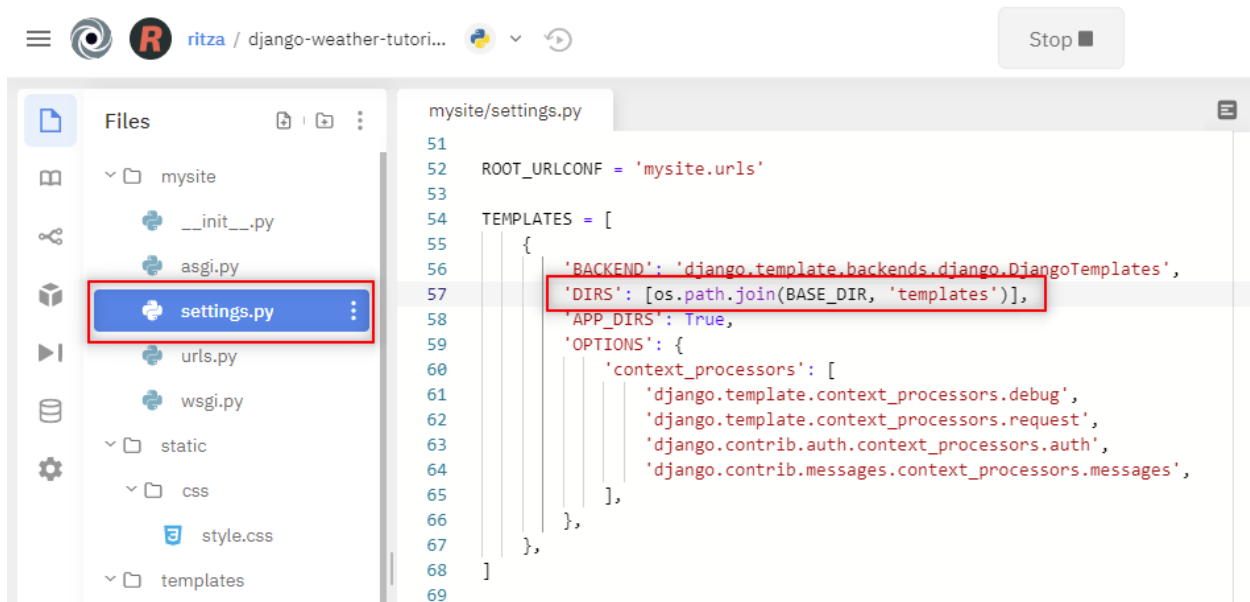 R ritza / django-weather-tutori...
Stop
Files
mysite
__init__.py
asgi.py
settings.py
urls.py
wsgi.py
static
css
style.css
templates
mysite/settings.py
51
52 ROOT_URLCONF = 'mysite.urls'
53
54 TEMPLATES = [
55 {
56 'BACKEND': 'django.template.backends.django.DjangoTemplates',
57 'DIRS': [os.path.join(BASE_DIR, 'templates')],
58 'APP_DIRS': True,
59 'OPTIONS': {
60 'context_processors': [
61 'django.template.context_processors.debug',
62 'django.template.context_processors.request',
63 'django.contrib.auth.context_processors.auth',
64 'django.contrib.messages.context_processors.messages',
65 ],
66 },
67 },
68 ]
69